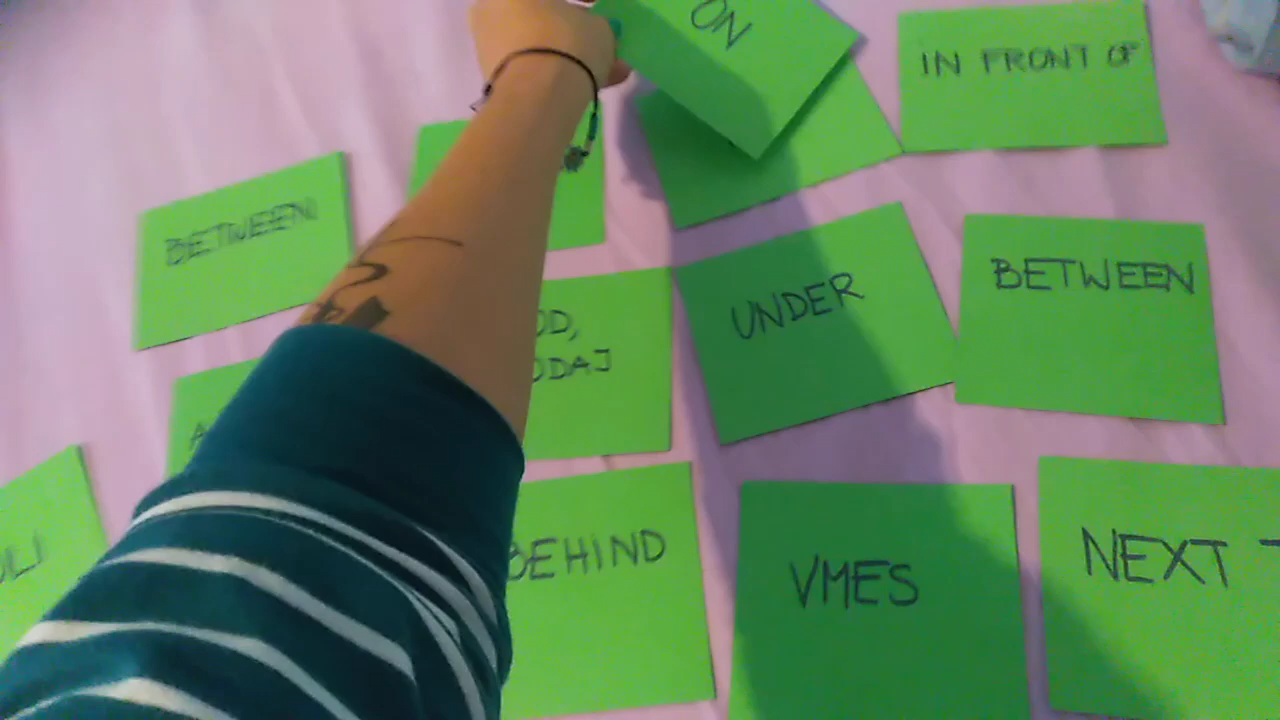 ON
IN FRONT OF
BETWEEN
UNDER
BETWEEN
BEHIND
VMES
NEXT